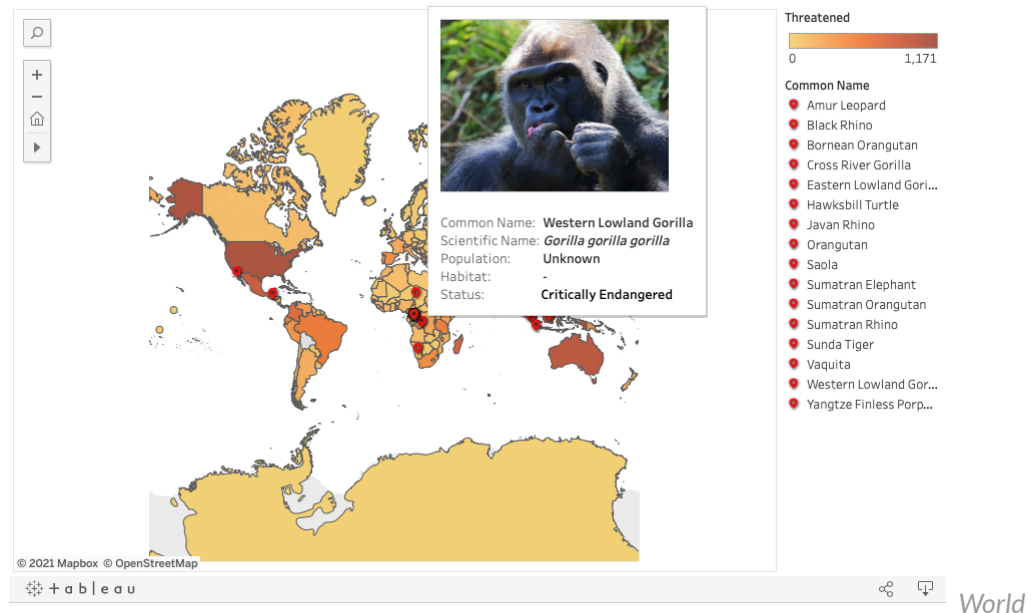 Threatened
0 1,171
Common Name
Amur Leopard
Black Rhino
Bornean Orangutan
Cross River Gorilla
Eastern Lowland Gori...
Hawksbill Turtle
Javan Rhino
Orangutan
Saola
Sumatran Elephant
Sumatran Orangutan
Sumatran Rhino
Sunda Tiger
Vaquita
Western Lowland Gor...
Yangtze Finless Porp...
Common Name: Western Lowland Gorilla
Scientific Name: Gorilla gorilla gorilla
Population: Unknown
Habitat: -
Status: Critically Endangered
© 2021 Mapbox © OpenStreetMap
+ a b | e a u
World